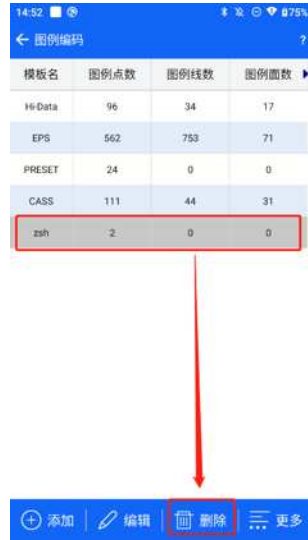 14:52 75%
图例编码 ?
模板名 图例点数 图例线数 图例面数
Hi-Data 96 34 17
EPS 562 753 71
PRESET 24 0 0
CASS 111 44 31
zsh 2 0 0
添加 编辑 删除 更多